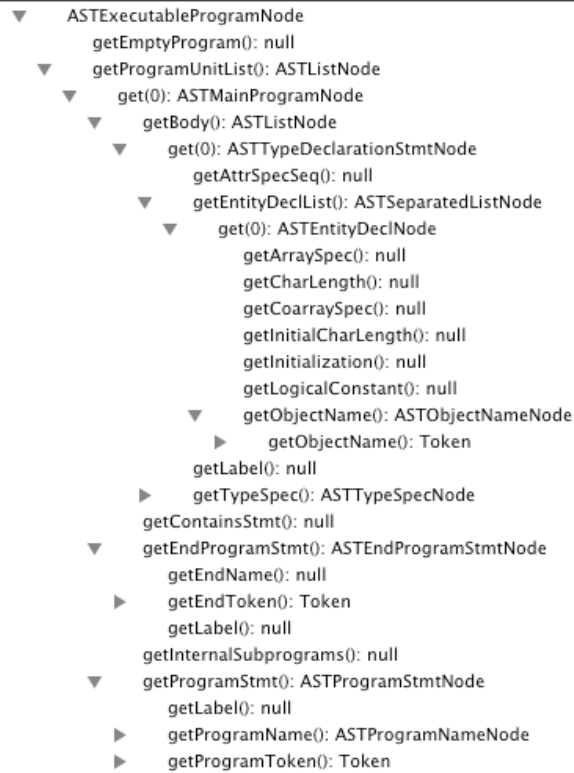 ASTExecutableProgramNode
getEmptyProgram(): null
getProgramUnitList(): ASTListNode
get(0): ASTMainProgramNode
getBody(): ASTListNode
get(0): ASTTypeDeclarationStmtNode
getAttrSpecSeq(): null
getEntityDeclList(): ASTSeparatedListNode
get(0): ASTEntityDeclNode
getArraySpec(): null
getCharLength(): null
getCoarraySpec(): null
getInitialCharLength(): null
getInitialization(): null
getLogicalConstant(): null
getObjectName(): ASTObjectNameNode
getObjectName(): Token
getLabel(): null
getTypeSpec(): ASTTypeSpecNode
getContainsStmt(): null
getEndProgramStmt(): ASTEndProgramStmtNode
getEndName(): null
getEndToken(): Token
getLabel(): null
getInternalSubprograms(): null
getProgramStmt(): ASTProgramStmtNode
getLabel(): null
getProgramName(): ASTProgramNameNode
getProgramToken(): Token